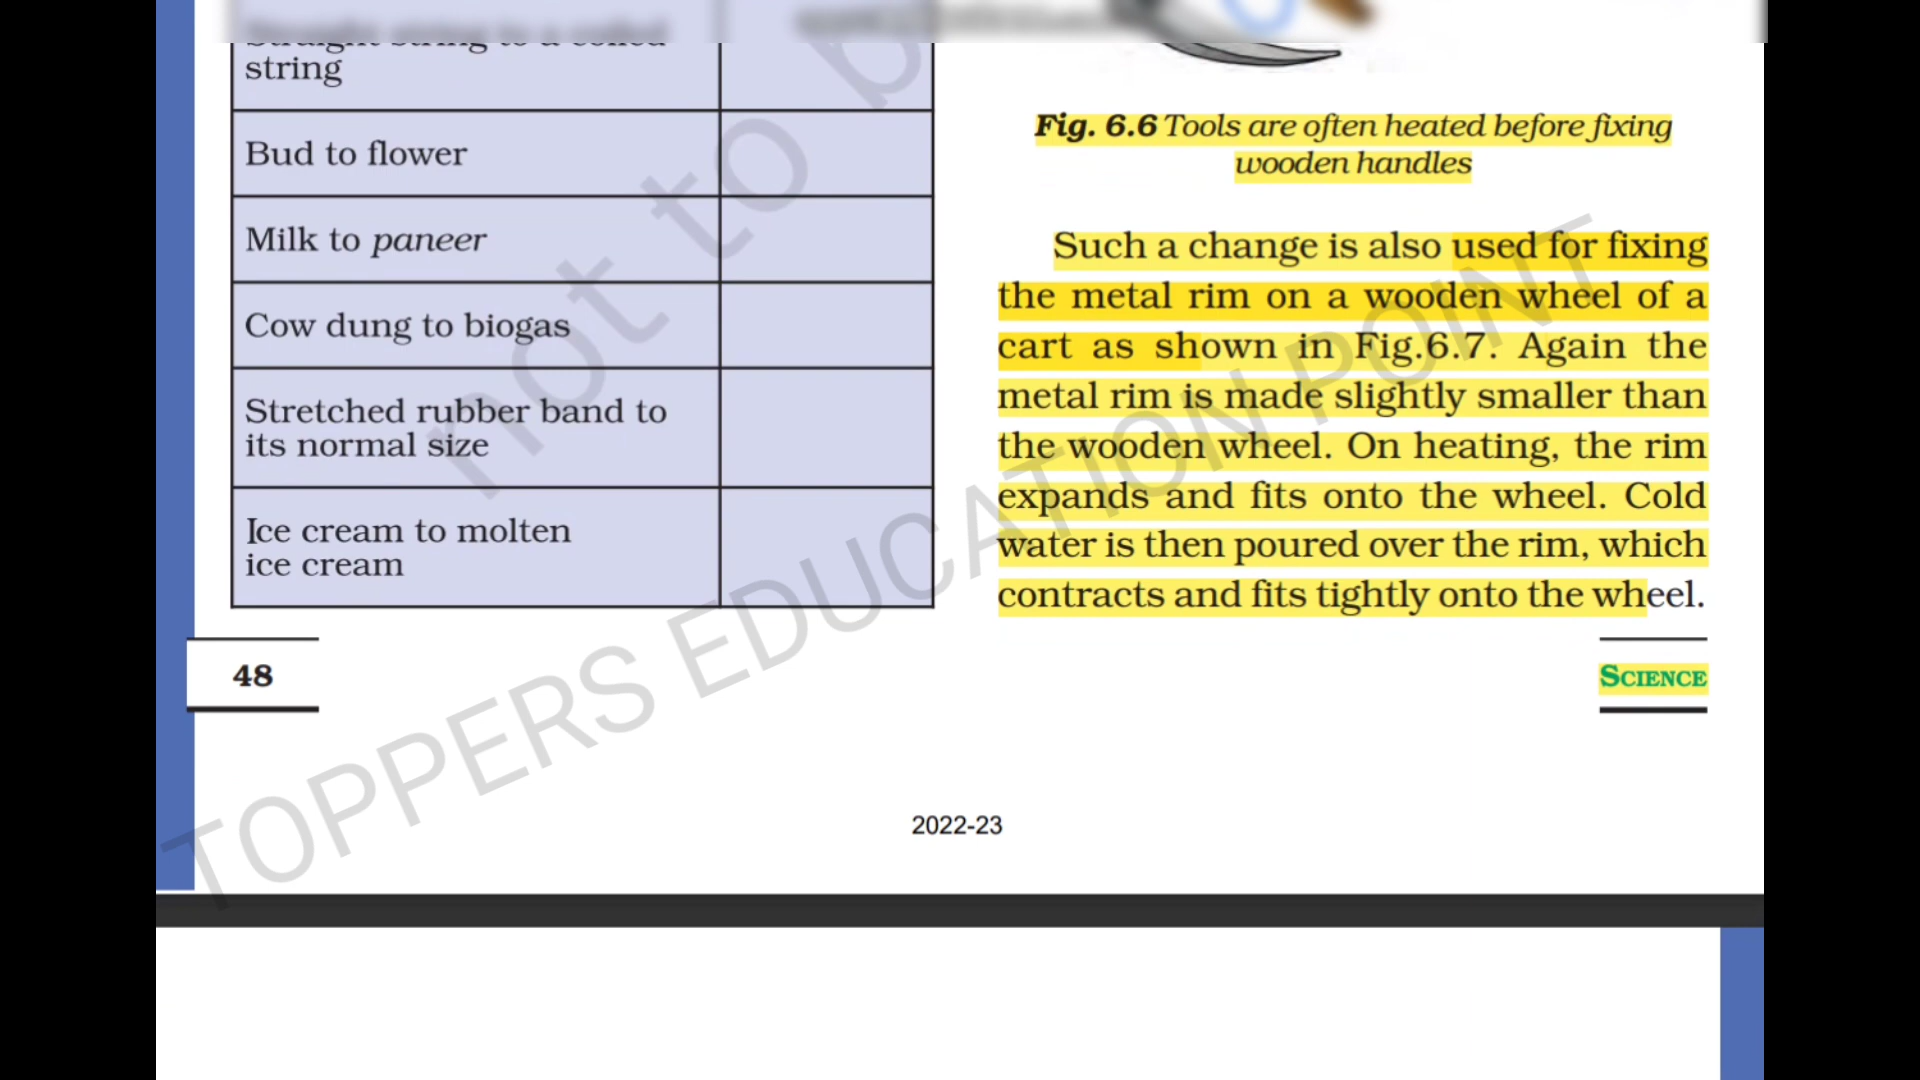 Straight string to a coiled
string
Bud to flower
Milk to paneer
Cow dung to biogas
Stretched rubber band to
its normal size
Ice cream to molten
ice cream
48
Fig. 6.6 Tools are often heated before fixing
wooden handles
Such a change is also used for fixing
the metal rim on a wooden wheel of a
cart as shown in Fig.6.7. Again the
metal rim is made slightly smaller than
the wooden wheel. On heating, the rim
expands and fits onto the wheel. Cold
water is then poured over the rim, which
contracts and fits tightly onto the wheel.
SCIENCE
2022-23
not to b
TOPPERS EDUCATION POINT